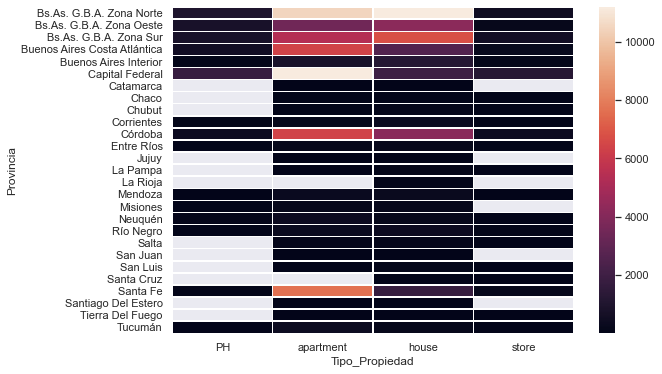 Bs.As. G.B.A. Zona Norte
Bs.As. G.B.A. Zona Oeste
Bs.As. G.B.A. Zona Sur
Buenos Aires Costa Atlántica
Buenos Aires Interior
Capital Federal
Catamarca
Chaco
Chubut
Corrientes
Córdoba
Entre Ríos
Jujuy
La Pampa
La Rioja
Mendoza
Misiones
Neuquén
Río Negro
Salta
San Juan
San Luis
Santa Cruz
Santa Fe
Santiago Del Estero
Tierra Del Fuego
Tucumán
Provincia
PH apartment house store
Tipo_Propiedad
10000
8000
6000
4000
2000